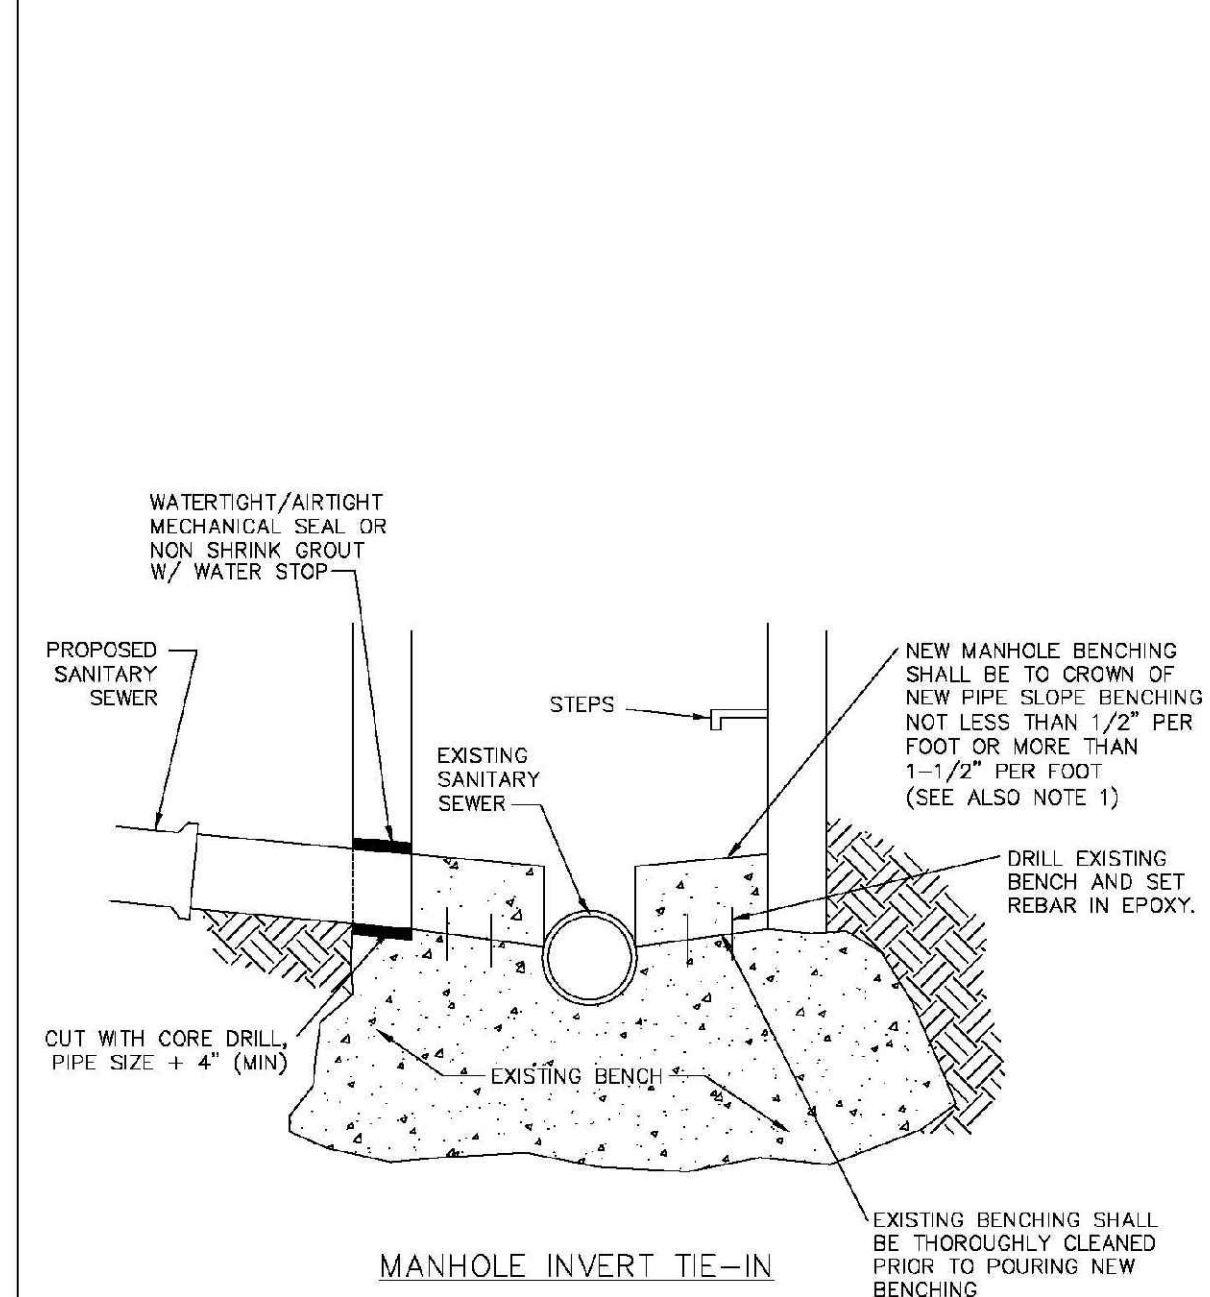 WATERTIGHT/AIRTIGHT
MECHANICAL SEAL OR
NON SHRINK GROUT
W/ WATER STOP
PROPOSED
SANITARY
SEWER
STEPS
EXISTING
SANITARY
SEWER
NEW MANHOLE BENCHING
SHALL BE TO CROWN OF
NEW PIPE SLOPE BENCHING
NOT LESS THAN 1/2" PER
FOOT OR MORE THAN
1-1/2" PER FOOT
(SEE ALSO NOTE 1)
DRILL EXISTING
BENCH AND SET
REBAR IN EPOXY.
CUT WITH CORE DRILL,
PIPE SIZE + 4" (MIN)
EXISTING BENCH
EXISTING BENCHING SHALL
BE THOROUGHLY CLEANED
PRIOR TO POURING NEW
BENCHING
MANHOLE INVERT TIE-IN